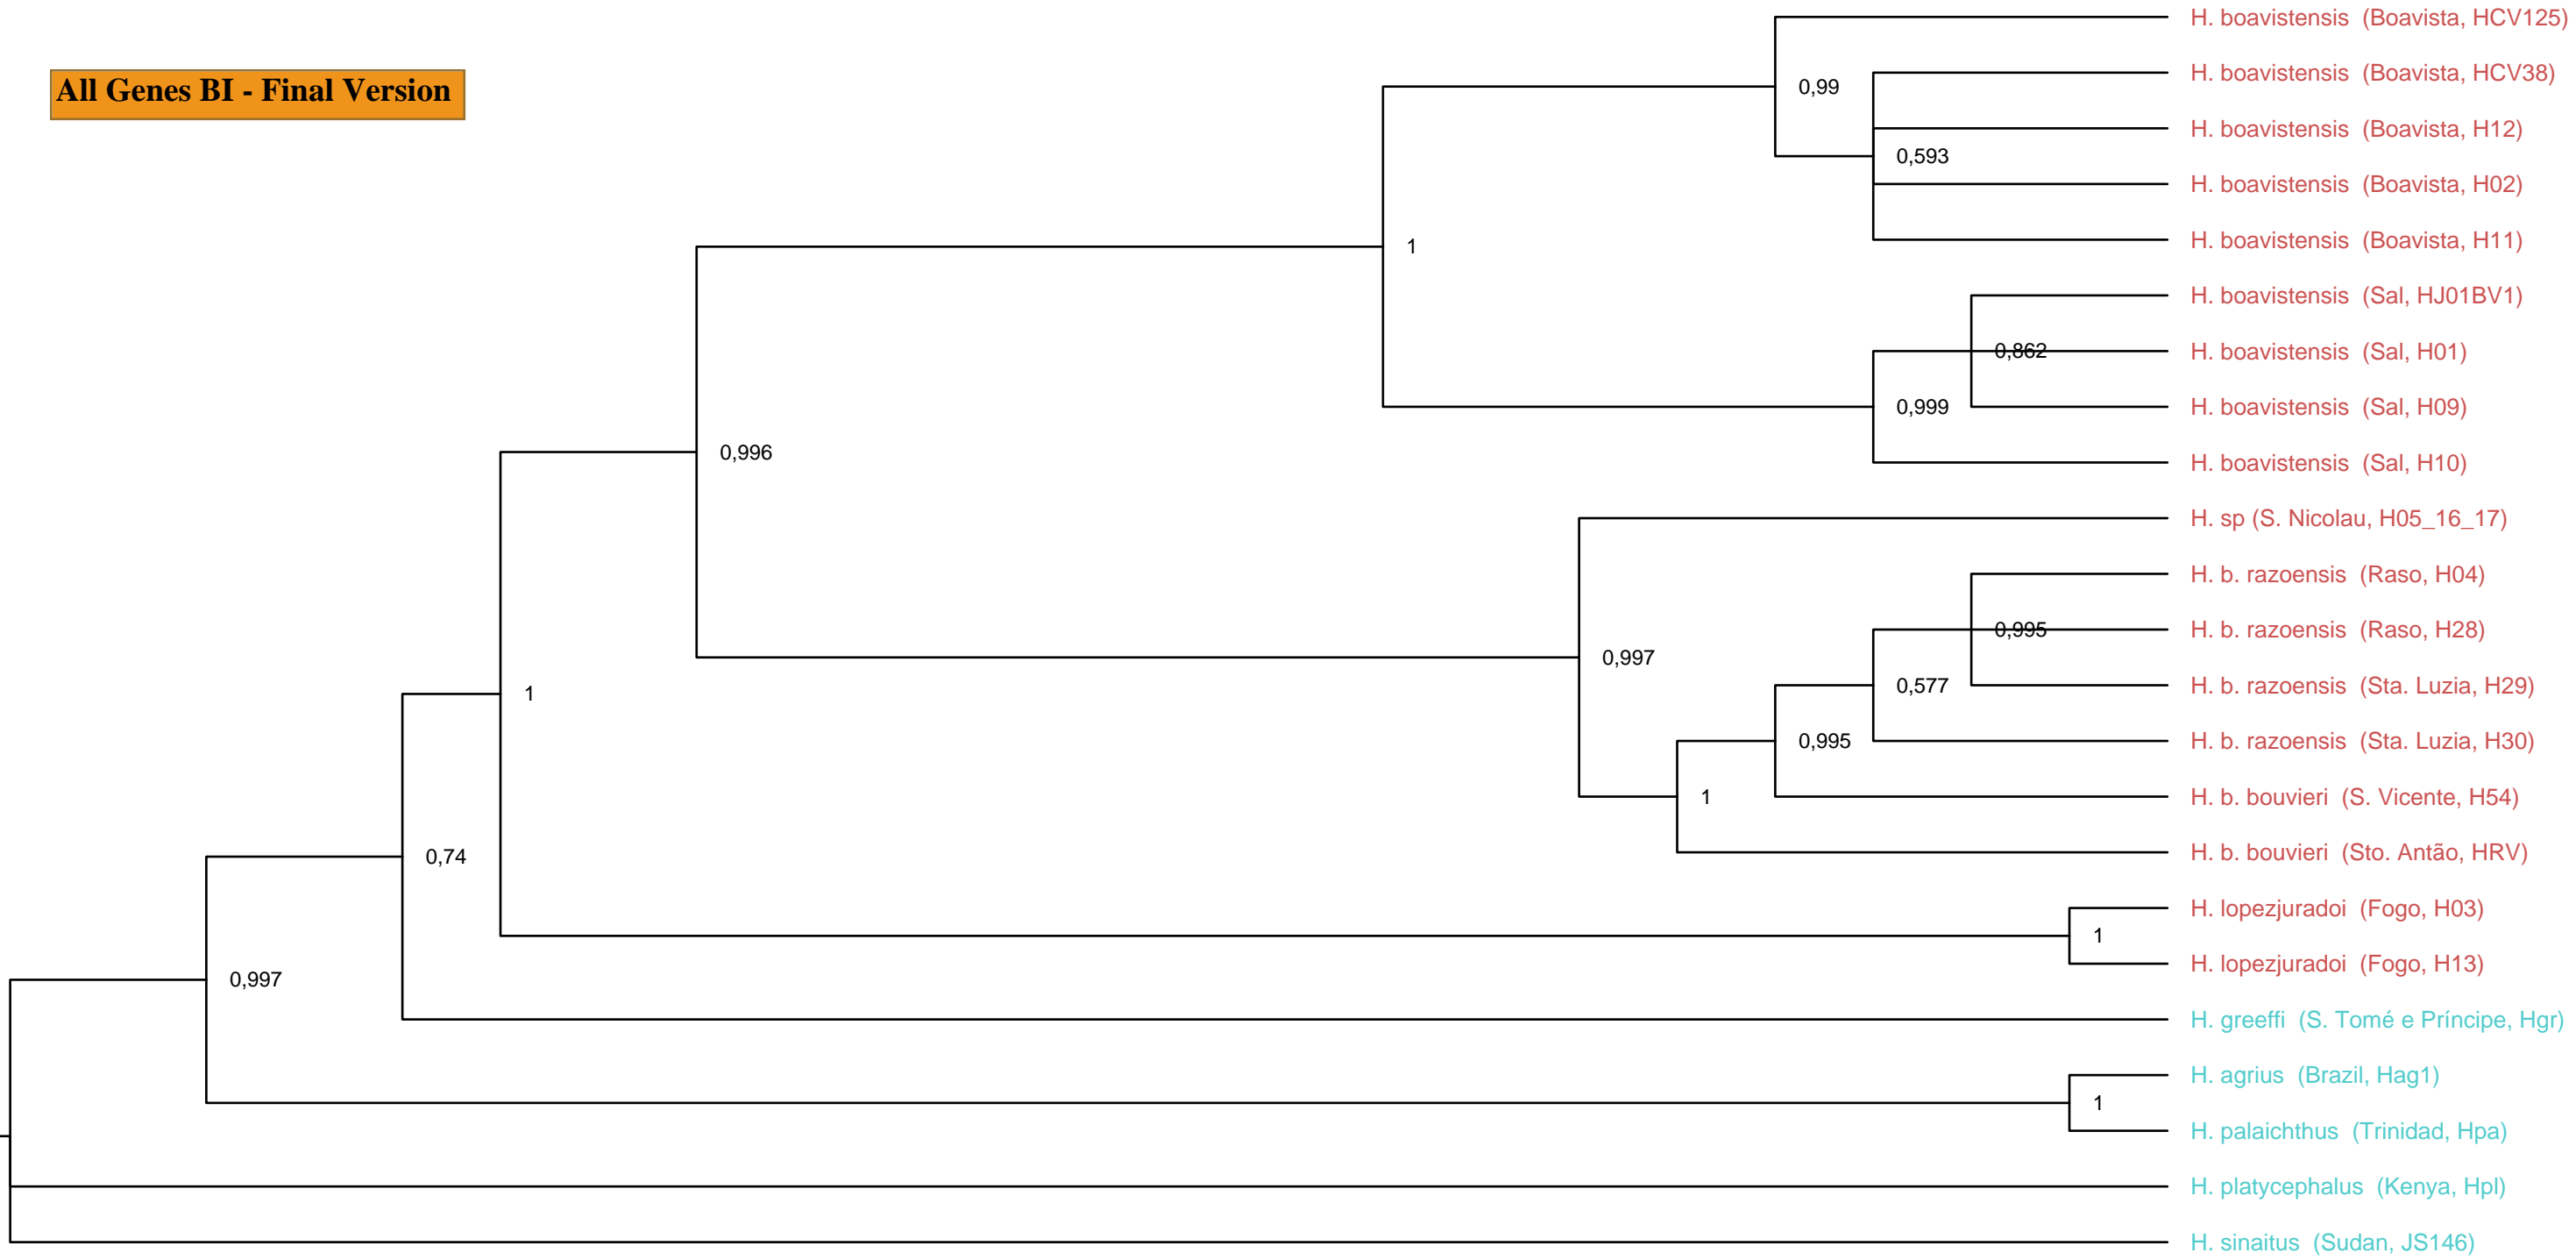 All Genes BI - Final Version
H. boavistensis (Boavista, HCV125)
H. boavistensis (Boavista, HCV38)
0,99
H. boavistensis (Boavista, H12)
0,593
H. boavistensis (Boavista, H02)
H. boavistensis (Boavista, H11)
1
H. boavistensis (Sal, HJ01BV1)
0,862
H. boavistensis (Sal, H01)
0,999
H. boavistensis (Sal, H09)
0,996
H. boavistensis (Sal, H10)
H. sp (S. Nicolau, H05_16_17)
H. b. razoensis (Raso, H04)
0,995
H. b. razoensis (Raso, H28)
0,997
0,577
H. b. razoensis (Sta. Luzia, H29)
1
0,995
H. b. razoensis (Sta. Luzia, H30)
1
H. b. bouvieri (S. Vicente, H54)
0,74
H. b. bouvieri (Sto. Antão, HRV)
H. lopezjuradoi (Fogo, H03)
1
H. lopezjuradoi (Fogo, H13)
0,997
H. greeffi (S. Tomé e Príncipe, Hgr)
H. agrius (Brazil, Hag1)
1
H. palaichthus (Trinidad, Hpa)
H. platycephalus (Kenya, Hpl)
H. sinaitus (Sudan, JS146)